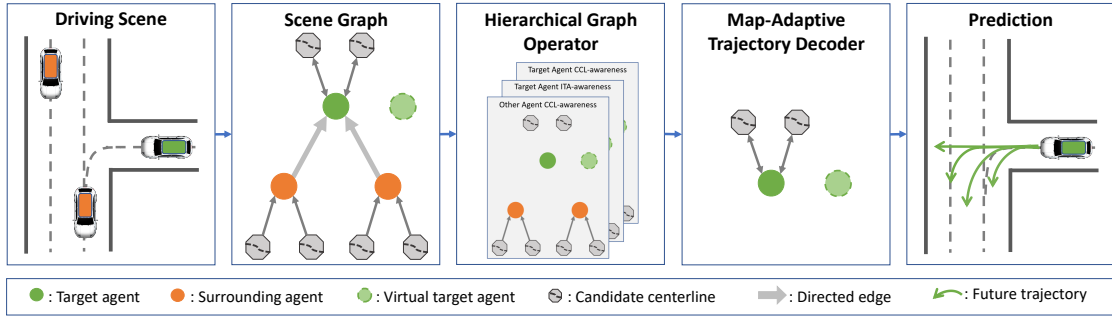 Driving Scene
Scene Graph
Hierarchical Graph
Operator
Map-Adaptive
Trajectory Decoder
Prediction
Target Agent CCL-awareness
Target Agent ITA-awareness
Other Agent CCL-awareness
: Target agent
: Surrounding agent
: Virtual target agent
: Candidate centerline
: Directed edge
: Future trajectory